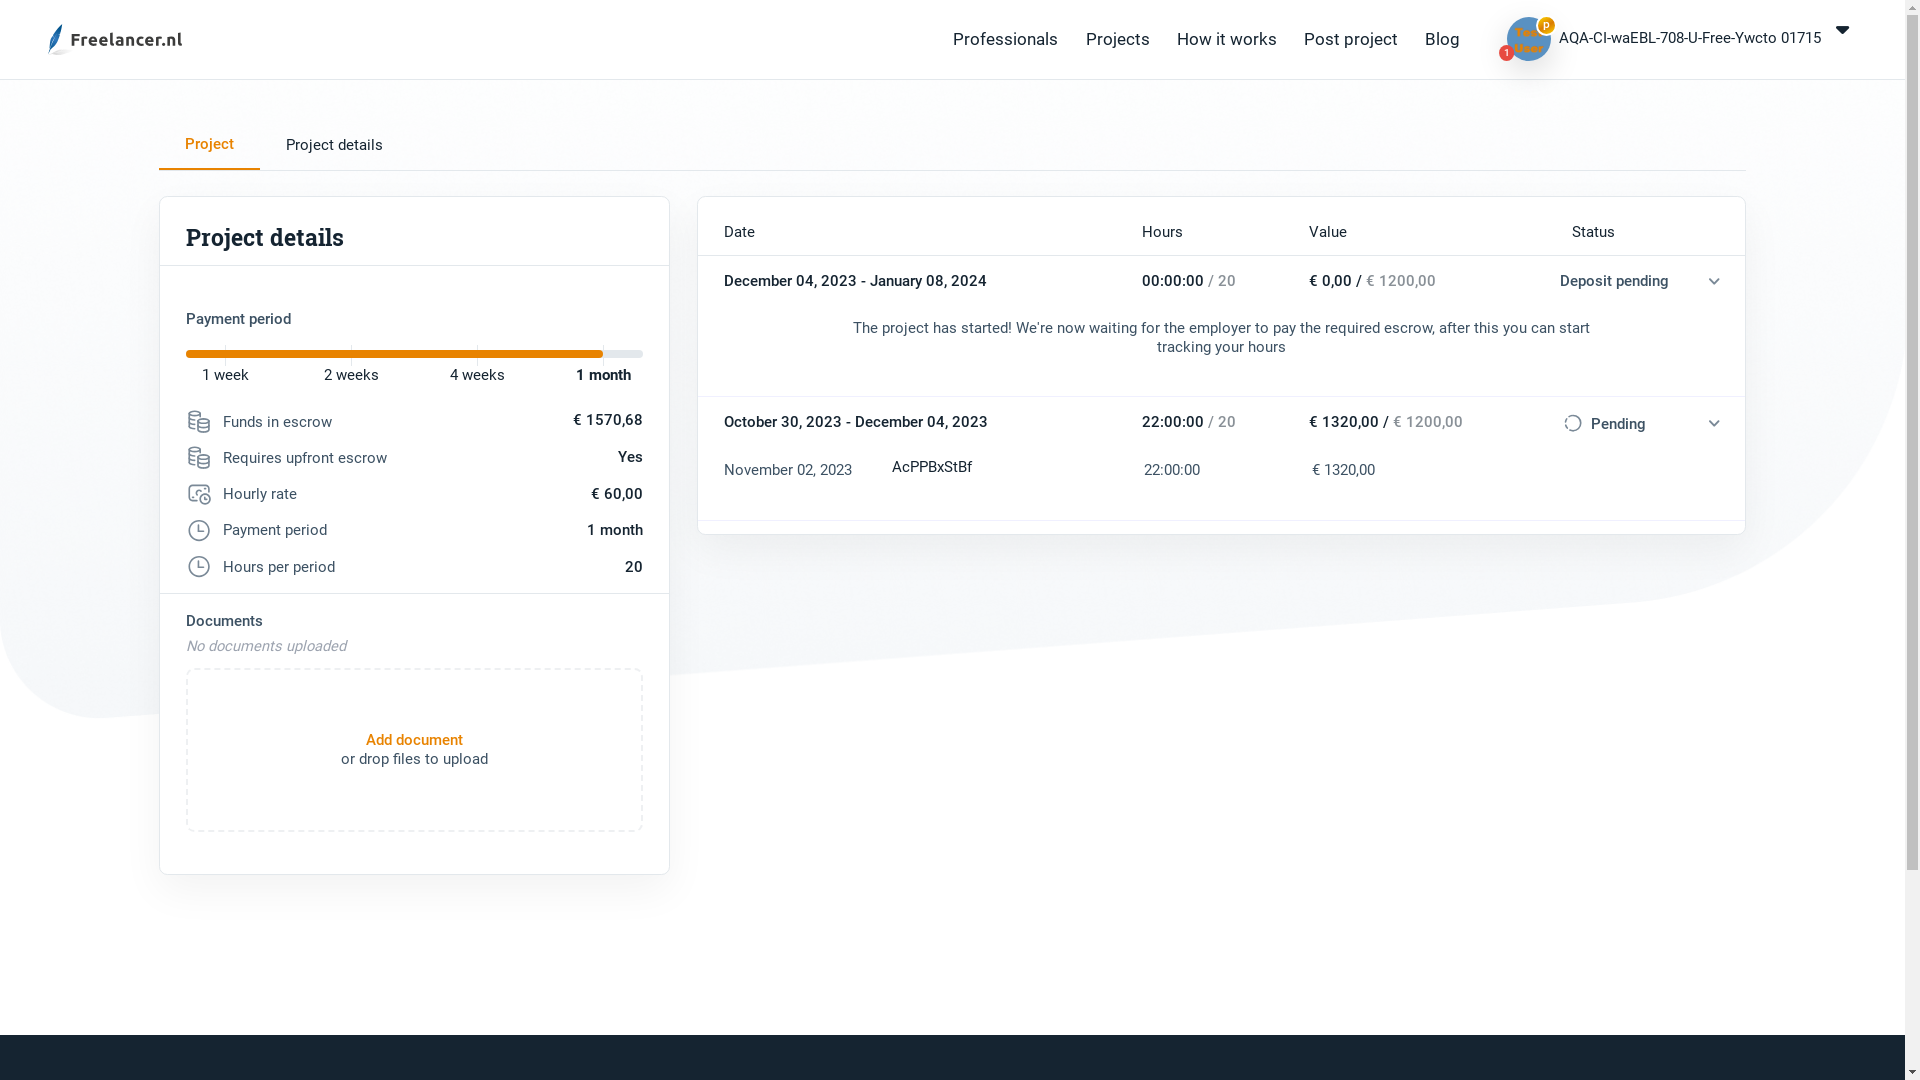 Freelancer.nl
Professionals
Projects
How it works
Post project
Blog
Test
User
P
1
AQA-CI-waEBL-708-U-Free-Ywcto 01715
Project
Project details
Project details
Payment period
1 week
2 weeks
4 weeks
1 month
Funds in escrow € 1570,68
Requires upfront escrow Yes
Hourly rate € 60,00
Payment period 1 month
Hours per period 20
Documents
No documents uploaded
Add document
or drop files to upload
Date Hours Value Status
December 04, 2023 - January 08, 2024 00:00:00 / 20 € 0,00 / € 1200,00 Deposit pending
The project has started! We're now waiting for the employer to pay the required escrow, after this you can start
tracking your hours
October 30, 2023 - December 04, 2023 22:00:00 / 20 € 1320,00 / € 1200,00 Pending
November 02, 2023 AcPPBxStBf 22:00:00 € 1320,00